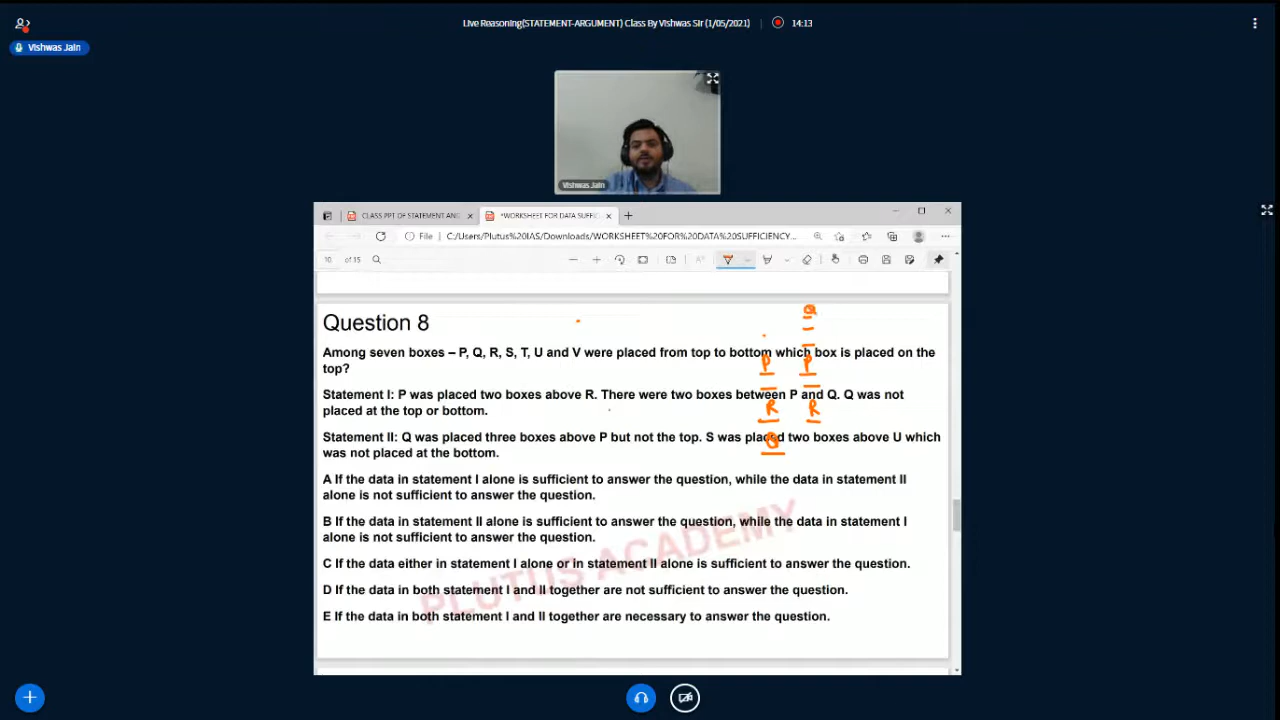 Live Reasoning(STATEMENT-ARGUMENT) Class By Vishwas Sir (1/05/2021)
14:13
Vishwas Jain
Vishwas Jain
CLASS PPT OF STATEMENT AN
*WORKSHEET FOR DATA SUFFIC
File
C:/Users/Plutus%20IAS/Downloads/WORKSHEET%20FOR%20DATA%20SUFFICIENCY...
10 of 15
Question 8
Among seven boxes – P, Q, R, S, T, U and V were placed from top to bottom which box is placed on the
top?
Statement I: P was placed two boxes above R. There were two boxes between P and Q. Q was not
placed at the top or bottom.
Statement II: Q was placed three boxes above P but not the top. S was placed two boxes above U which
was not placed at the bottom.
A If the data in statement I alone is sufficient to answer the question, while the data in statement II
alone is not sufficient to answer the question.
B If the data in statement II alone is sufficient to answer the question, while the data in statement I
alone is not sufficient to answer the question.
C If the data either in statement I alone or in statement II alone is sufficient to answer the question.
D If the data in both statement I and II together are not sufficient to answer the question.
E If the data in both statement I and II together are necessary to answer the question.
P
R
Q
Q
P
R
PLUTUS ACADEMY